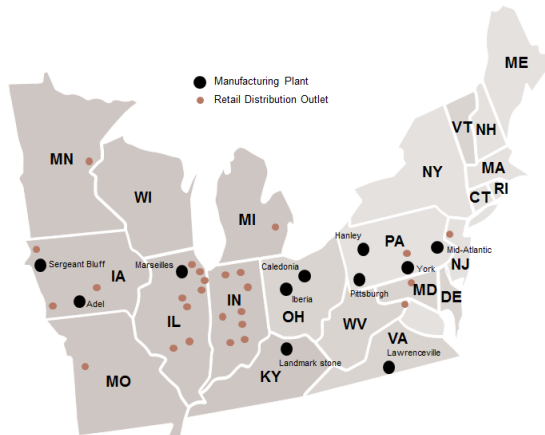 ME
Manufacturing Plant
Retail Distribution Outlet
VT
NH
MN
MA
NY
RI
WI
CT
MI
Hanley
PA
Mid-Atlantic
Sergeant Bluff
Marseilles
Caledonia
York
NJ
IA
Pittsburgh
MD
DE
Adel
IN
Iberia
IL
OH
WV
VA
Lawrenceville
Landmark stone
KY
MO